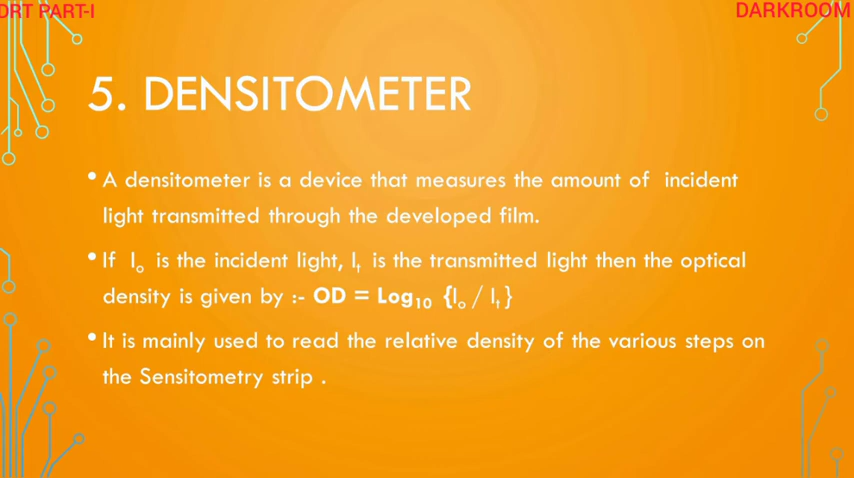 DRT PART-I
DARKROOM
5. DENSITOMETER
• A densitometer is a device that measures the amount of incident
light transmitted through the developed film.
• If Iₒ is the incident light, Iₜ is the transmitted light then the optical
density is given by :- OD = Log₁₀ {Iₒ / Iₜ}
• It is mainly used to read the relative density of the various steps on
the Sensitometry strip .